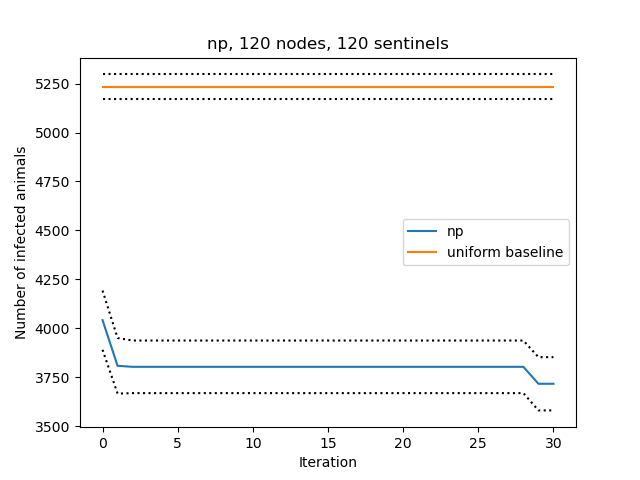 np, 120 nodes, 120 sentinels
5250
5000
4750
4500
4250
4000
3750
3500
Number of infected animals
np
uniform baseline
0 5 10 15 20 25 30
Iteration